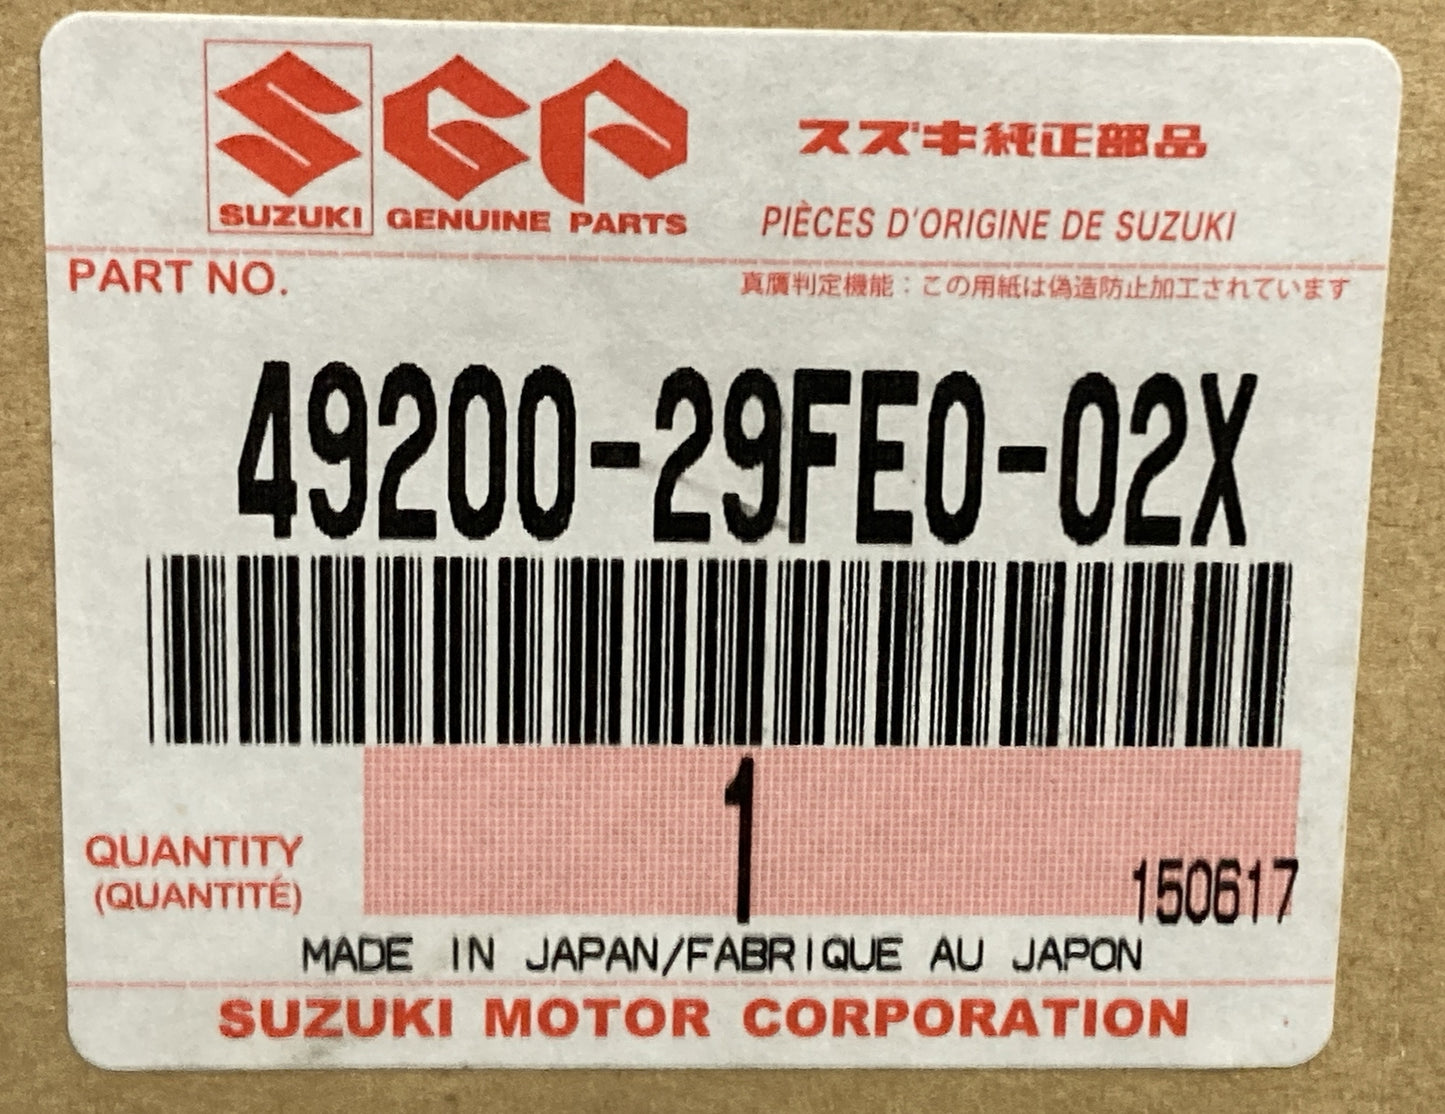 SGP
スズキ純正部品
SUZUKI GENUINE PARTS
PIÈCES D'ORIGINE DE SUZUKI
PART NO.
真贋判定機能：この用紙は偽造防止加工されています
49200-29FE0-02X
1
QUANTITY
(QUANTITÉ)
150617
MADE IN JAPAN/FABRIQUE AU JAPON
SUZUKI MOTOR CORPORATION